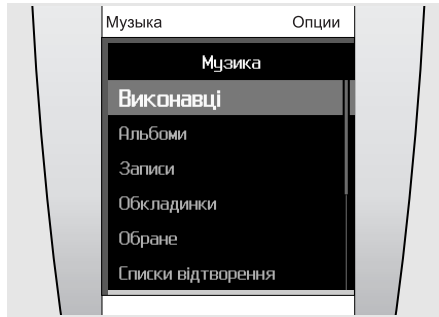 Музыка Опции
Музика
Виконавці
Альбоми
Записи
Обкладинки
Обране
Списки відтворення